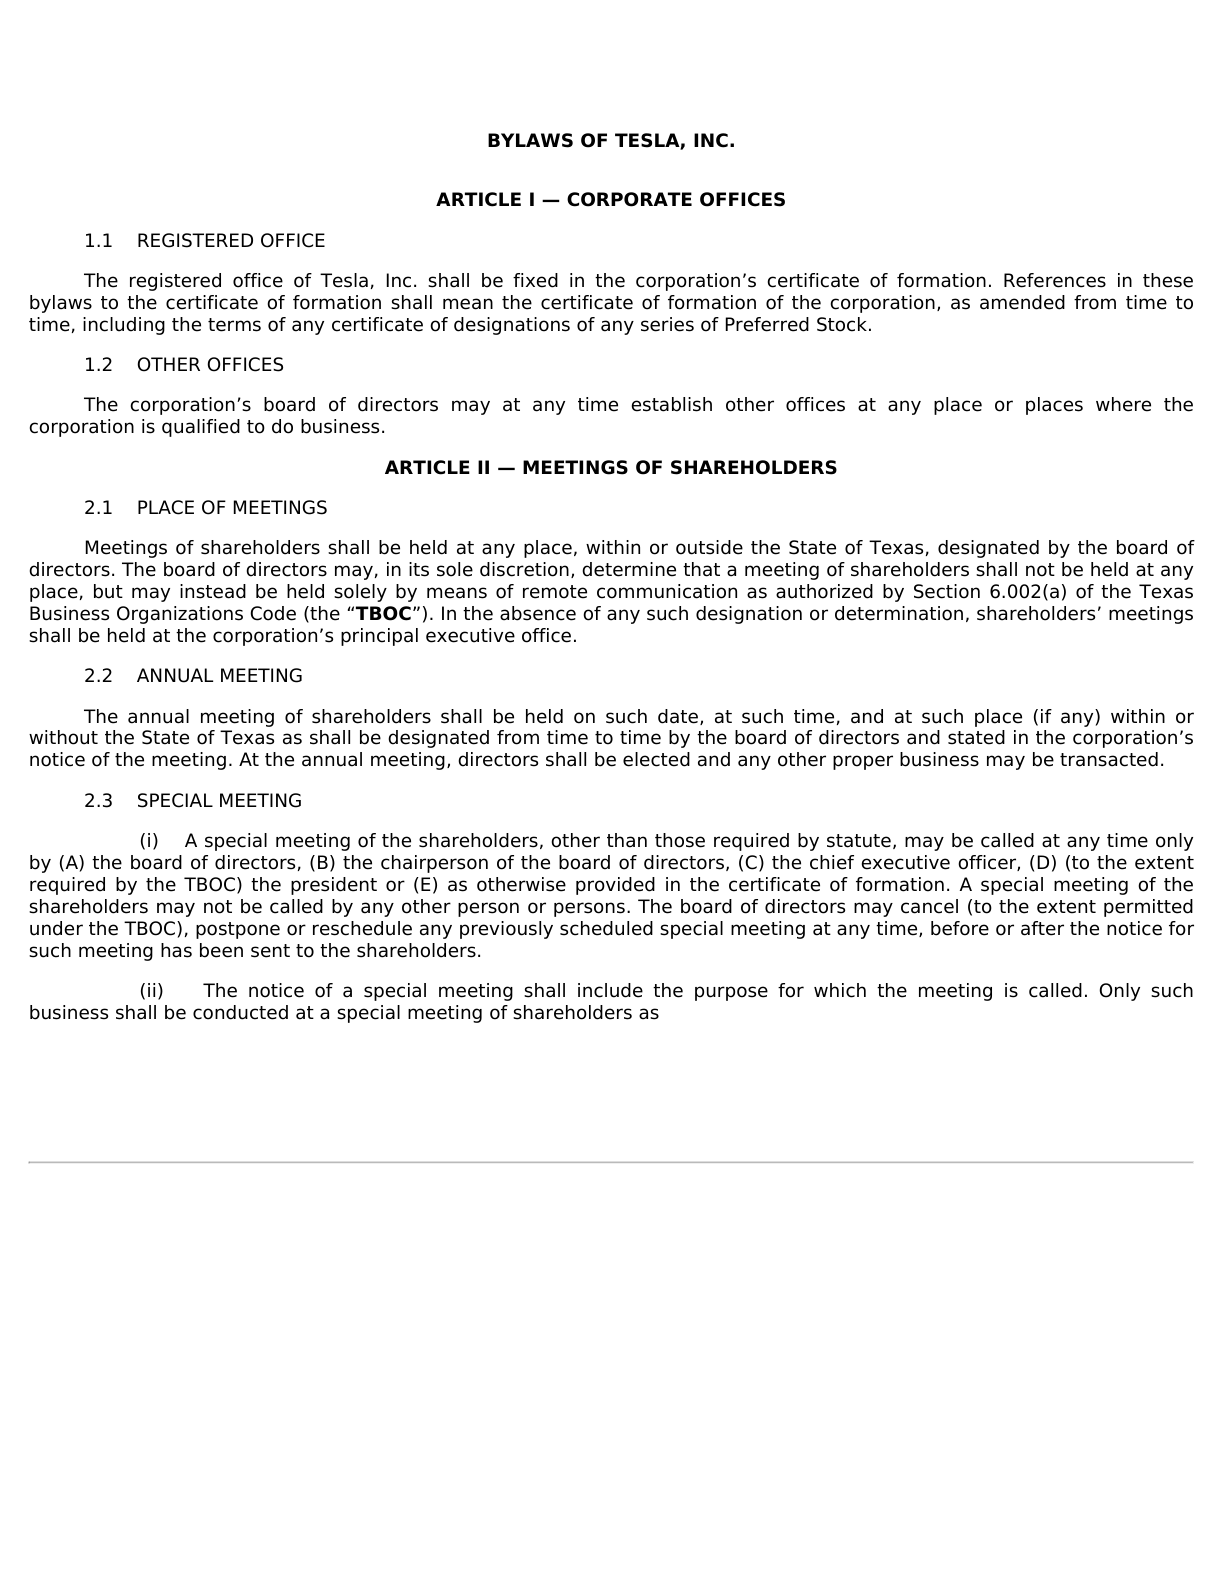 BYLAWS OF TESLA, INC.
ARTICLE I — CORPORATE OFFICES
1.1 REGISTERED OFFICE
The registered office of Tesla, Inc. shall be fixed in the corporation’s certificate of formation. References in these
bylaws to the certificate of formation shall mean the certificate of formation of the corporation, as amended from time to
time, including the terms of any certificate of designations of any series of Preferred Stock.
1.2 OTHER OFFICES
The corporation’s board of directors may at any time establish other offices at any place or places where the
corporation is qualified to do business.
ARTICLE II — MEETINGS OF SHAREHOLDERS
2.1 PLACE OF MEETINGS
Meetings of shareholders shall be held at any place, within or outside the State of Texas, designated by the board of
directors. The board of directors may, in its sole discretion, determine that a meeting of shareholders shall not be held at any
place, but may instead be held solely by means of remote communication as authorized by Section 6.002(a) of the Texas
Business Organizations Code (the “TBOC”). In the absence of any such designation or determination, shareholders’ meetings
shall be held at the corporation’s principal executive office.
2.2 ANNUAL MEETING
The annual meeting of shareholders shall be held on such date, at such time, and at such place (if any) within or
without the State of Texas as shall be designated from time to time by the board of directors and stated in the corporation’s
notice of the meeting. At the annual meeting, directors shall be elected and any other proper business may be transacted.
2.3 SPECIAL MEETING
(i) A special meeting of the shareholders, other than those required by statute, may be called at any time only
by (A) the board of directors, (B) the chairperson of the board of directors, (C) the chief executive officer, (D) (to the extent
required by the TBOC) the president or (E) as otherwise provided in the certificate of formation. A special meeting of the
shareholders may not be called by any other person or persons. The board of directors may cancel (to the extent permitted
under the TBOC), postpone or reschedule any previously scheduled special meeting at any time, before or after the notice for
such meeting has been sent to the shareholders.
(ii) The notice of a special meeting shall include the purpose for which the meeting is called. Only such
business shall be conducted at a special meeting of shareholders as